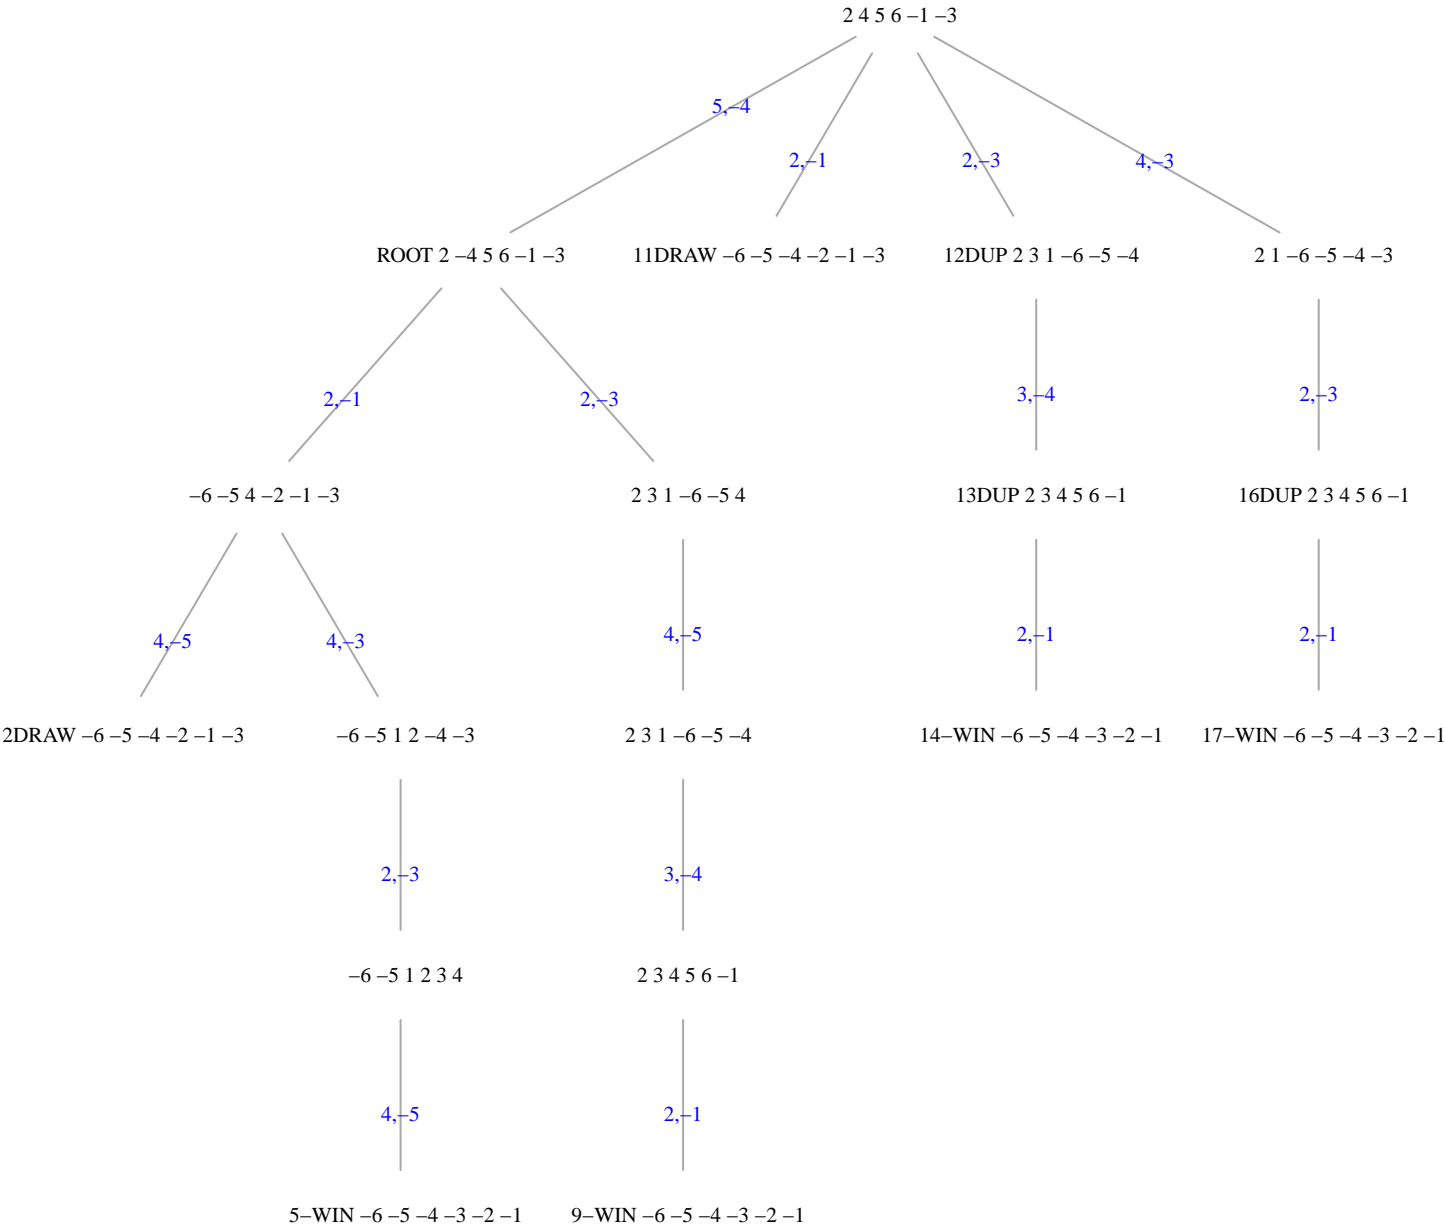 2 4 5 6 –1 –3
5,–4
2,–1
2,–3
4,–3
ROOT 2 –4 5 6 –1 –3
11DRAW –6 –5 –4 –2 –1 –3
12DUP 2 3 1 –6 –5 –4
2 1 –6 –5 –4 –3
2,–1
2,–3
3,–4
2,–3
–6 –5 4 –2 –1 –3
2 3 1 –6 –5 4
13DUP 2 3 4 5 6 –1
16DUP 2 3 4 5 6 –1
4,–5
4,–3
4,–5
2,–1
2,–1
2DRAW –6 –5 –4 –2 –1 –3
–6 –5 1 2 –4 –3
2 3 1 –6 –5 –4
14–WIN –6 –5 –4 –3 –2 –1
17–WIN –6 –5 –4 –3 –2 –1
2,–3
3,–4
–6 –5 1 2 3 4
2 3 4 5 6 –1
4,–5
2,–1
5–WIN –6 –5 –4 –3 –2 –1
9–WIN –6 –5 –4 –3 –2 –1